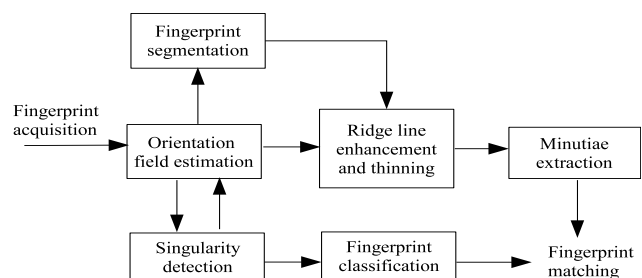 Fingerprint
segmentation
Fingerprint
acquisition
Orientation
field estimation
Ridge line
enhancement
and thinning
Minutiae
extraction
Singularity
detection
Fingerprint
classification
Fingerprint
matching